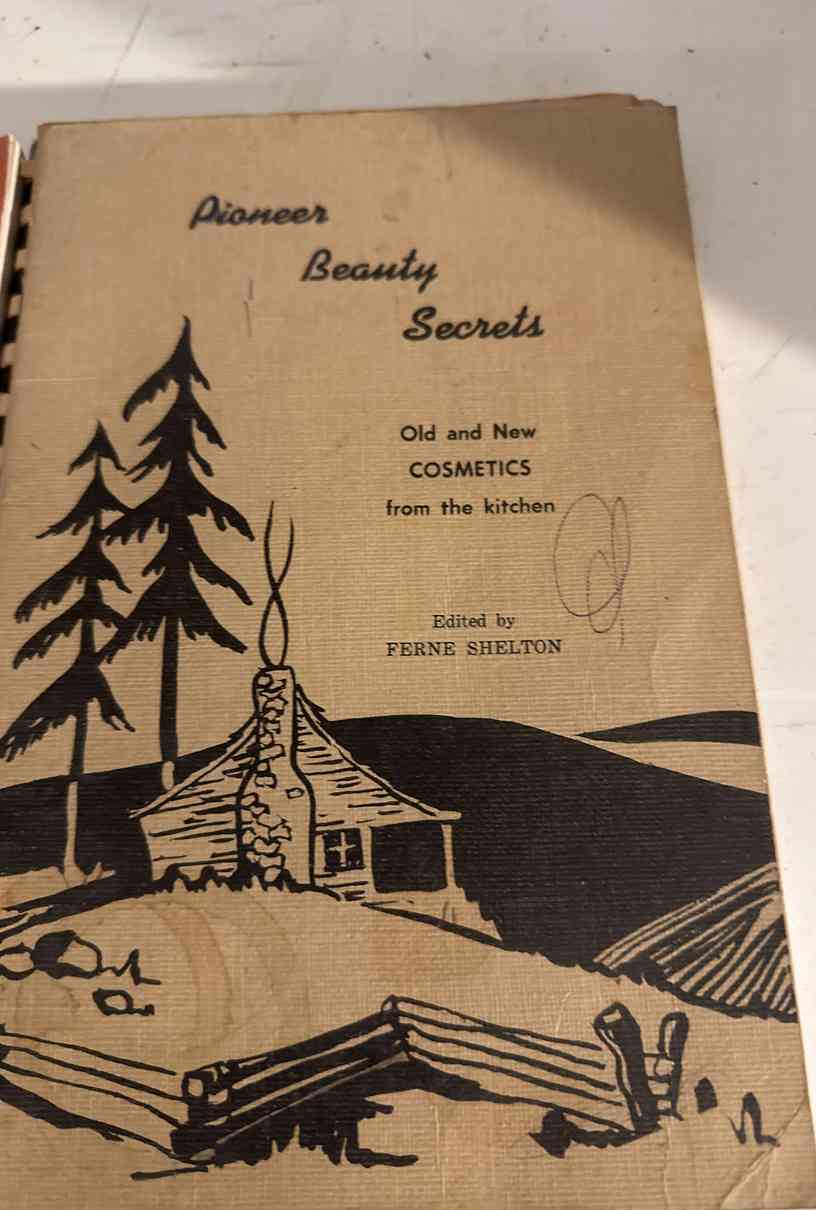 Pioneer
Beauty
Secrets
Old and New
COSMETICS
from the kitchen
Edited by
FERNE SHELTON